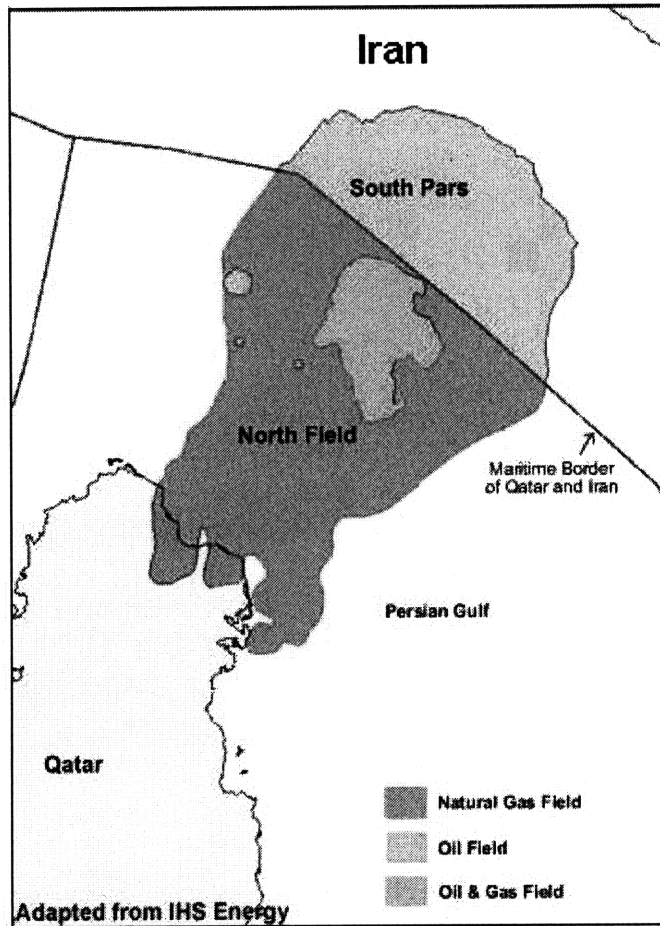 Iran
South Pars
North Field
Maritime Border
of Qatar and Iran
Persian Gulf
Qatar
Natural Gas Field
Oil Field
Oil & Gas Field
Adapted from IHS Energy